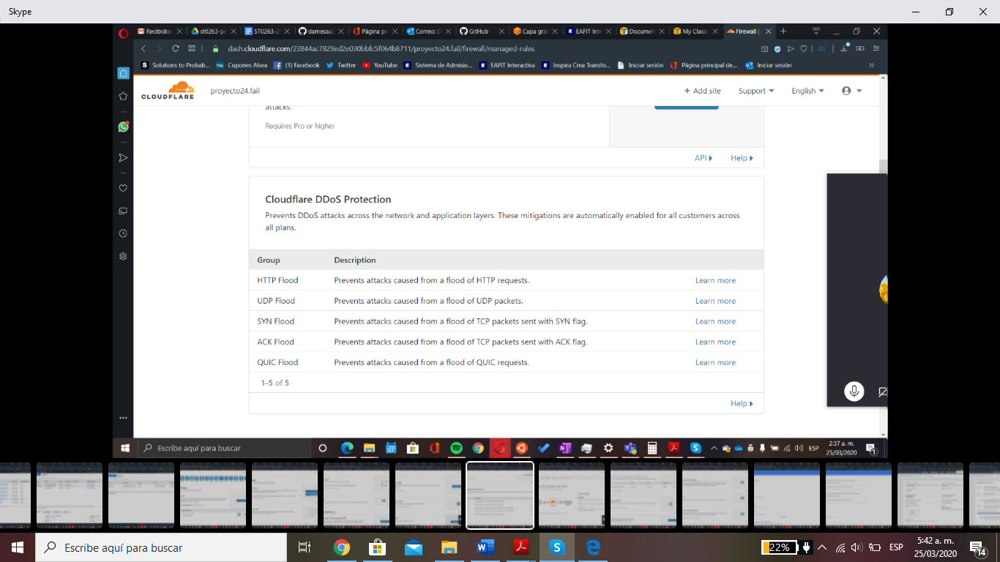 Skype
Recibidos
st0263-pr
ST0263-2
damesaa
Página pri
Correo: D
GitHub
Capa grat
EAFIT Inte
Documen
My Classe
Firewall |
dash.cloudflare.com/23844ac7829ed2e030bbfc5f064b8711/proyecto24.fail/firewall/managed-rules
Solutions to Probab...
Cupones Alsea
(1) Facebook
Twitter
YouTube
Sistema de Admisio...
EAFIT Interactiva
Inspira Crea Transfo...
Iniciar sesión
Página principal de...
Iniciar sesión
CLOUDFLARE
proyecto24.fail
+ Add site
Support
English
attacks.
Requires Pro or higher
API
Help
Cloudflare DDoS Protection
Prevents DDoS attacks across the network and application layers. These mitigations are automatically enabled for all customers across
all plans.
Group Description
HTTP Flood Prevents attacks caused from a flood of HTTP requests. Learn more
UDP Flood Prevents attacks caused from a flood of UDP packets. Learn more
SYN Flood Prevents attacks caused from a flood of TCP packets sent with SYN flag. Learn more
ACK Flood Prevents attacks caused from a flood of TCP packets sent with ACK flag. Learn more
QUIC Flood Prevents attacks caused from a flood of QUIC requests. Learn more
1–5 of 5
Help
Escribe aquí para buscar
ESP
2:37 a. m.
25/03/2020
1
Escribe aquí para buscar
22%
ESP
5:42 a. m.
25/03/2020
14